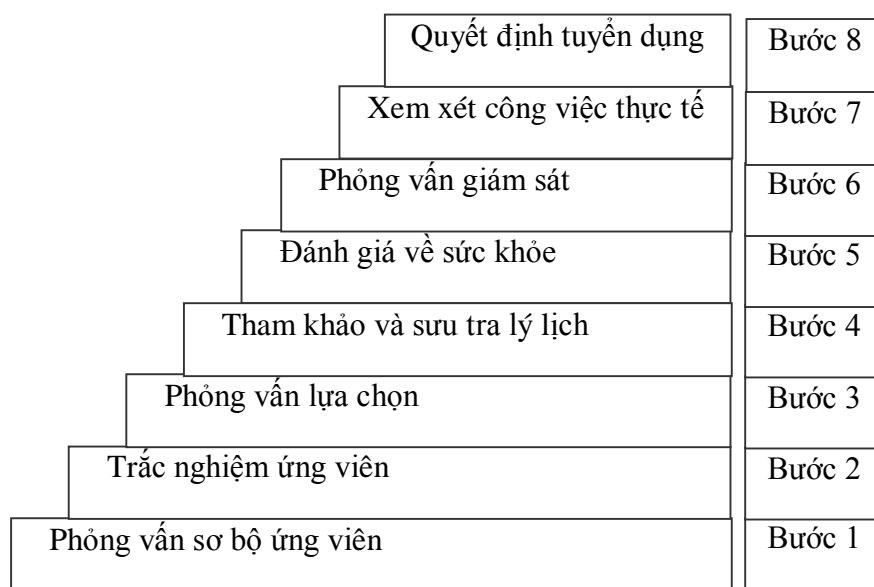 Quyết định tuyển dụng Bước 8
Xem xét công việc thực tế Bước 7
Phỏng vấn giám sát Bước 6
Đánh giá về sức khỏe Bước 5
Tham khảo và sưu tra lý lịch Bước 4
Phỏng vấn lựa chọn Bước 3
Trắc nghiệm ứng viên Bước 2
Phỏng vấn sơ bộ ứng viên Bước 1